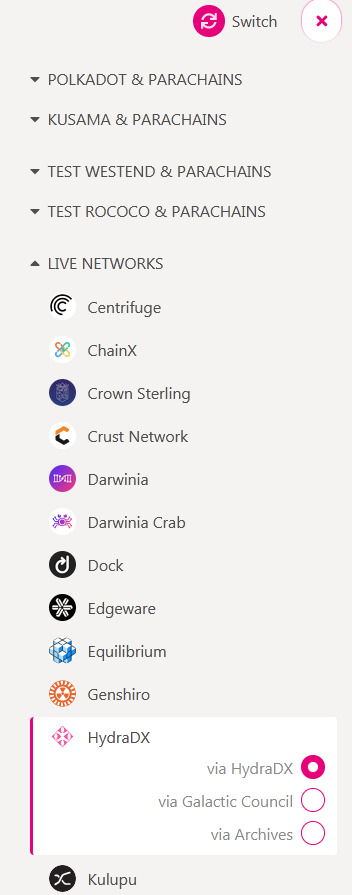 Switch
POLKADOT & PARACHAINS
KUSAMA & PARACHAINS
TEST WESTEND & PARACHAINS
TEST ROCOCO & PARACHAINS
LIVE NETWORKS
Centrifuge
ChainX
Crown Sterling
Crust Network
Darwinia
Darwinia Crab
Dock
Edgeware
Equilibrium
Genshiro
HydraDX
via HydraDX
via Galactic Council
via Archives
Kulupu